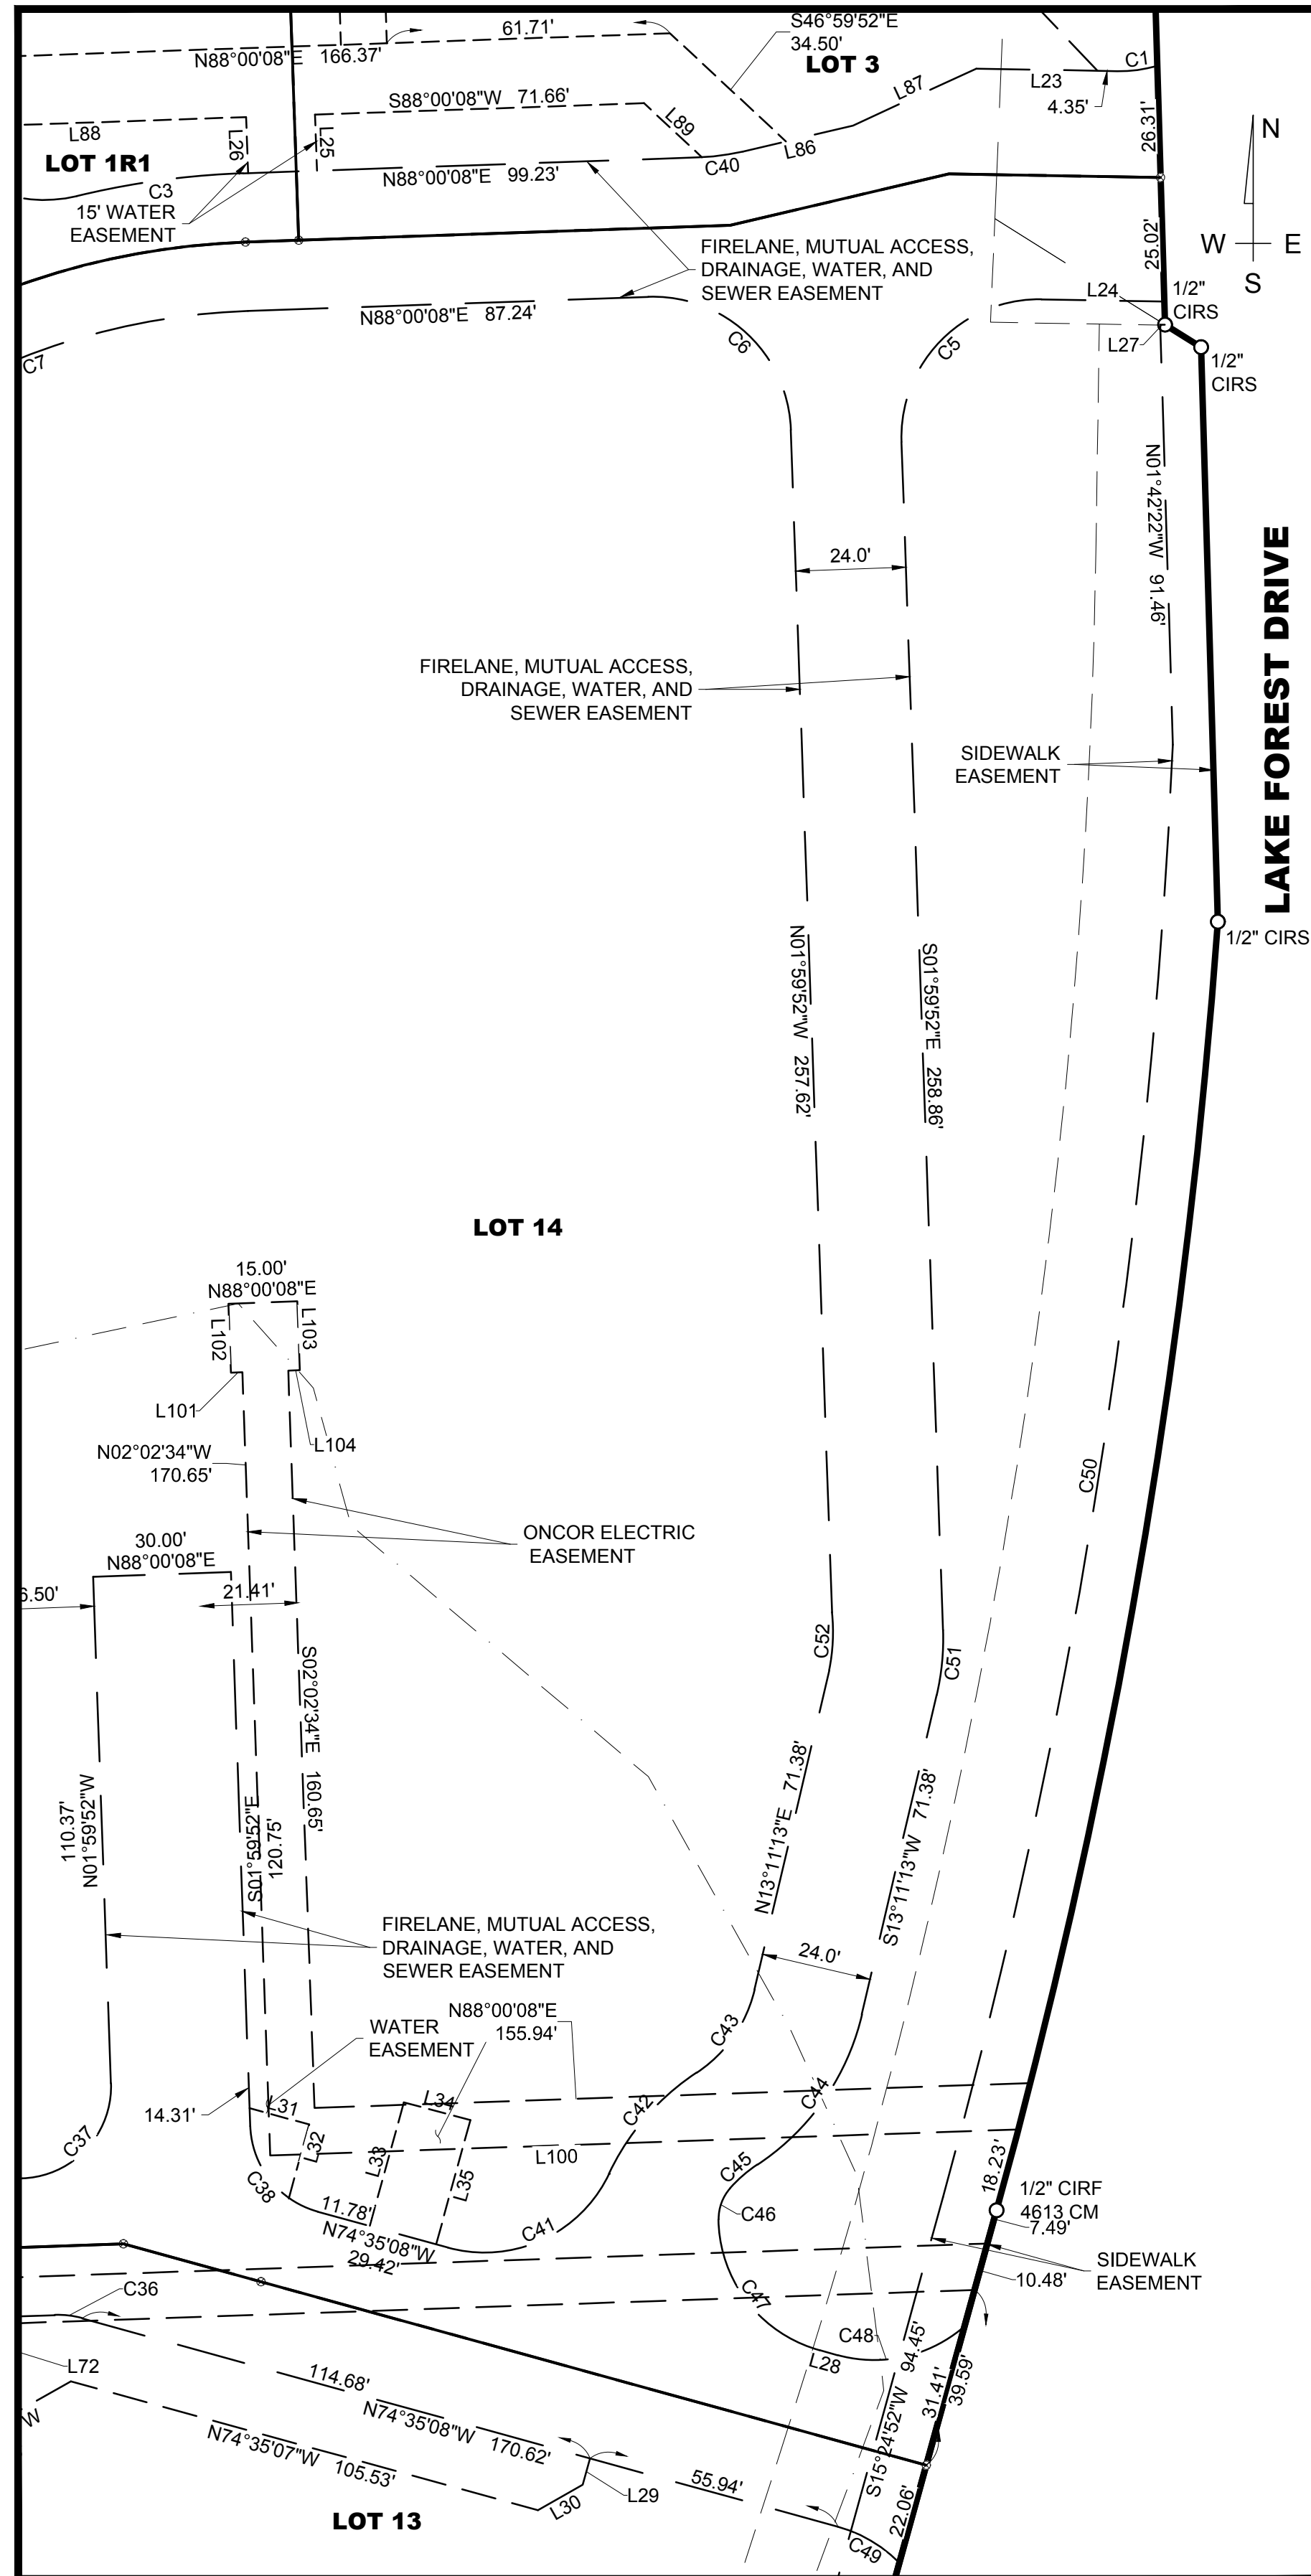 S46°59'52"E
34.50'
61.71'
N88°00'08"E 166.37'
LOT 3
C1
L23
4.35'
L87
S88°00'08"W 71.66'
L89
L88
L26
L25
LOT 1R1
L86
C40
26.31'
N
C3
N88°00'08"E 99.23'
15' WATER
EASEMENT
W
E
S
25.02'
FIRELANE, MUTUAL ACCESS,
DRAINAGE, WATER, AND
SEWER EASEMENT
L24
1/2"
CIRS
N88°00'08"E 87.24'
C6
C5
L27
C7
1/2"
CIRS
N01°42'22"W 91.46'
24.0'
LAKE FOREST DRIVE
FIRELANE, MUTUAL ACCESS,
DRAINAGE, WATER, AND
SEWER EASEMENT
SIDEWALK
EASEMENT
1/2" CIRS
N01°59'52"W 257.62'
S01°59'52"E 258.86'
LOT 14
15.00'
N88°00'08"E
L102
L103
L101
L104
N02°02'34"W
170.65'
C50
ONCOR ELECTRIC
EASEMENT
30.00'
N88°00'08"E
6.50'
21.41'
C52
C51
S02°02'34"E 160.65'
110.37'
N01°59'52"W
S01°59'52"E
120.75'
N13°11'13"E 71.38'
S13°11'13"W 71.38'
FIRELANE, MUTUAL ACCESS,
DRAINAGE, WATER, AND
SEWER EASEMENT
24.0'
N88°00'08"E
155.94'
WATER
EASEMENT
C43
14.31'
L31
L34
C42
C44
C37
L32
L33
L100
L35
C45
C38
18.23'
1/2" CIRF
4613 CM
7.49'
11.78'
N74°35'08"W
29.42'
C41
C46
SIDEWALK
EASEMENT
10.48'
C36
C47
C48
L28
L72
114.68'
94.45'
S15°24'52"W
31.41'
39.59'
W
N74°35'08"W 170.62'
N74°35'07"W 105.53'
55.94'
L29
L30
LOT 13
22.06'
C49